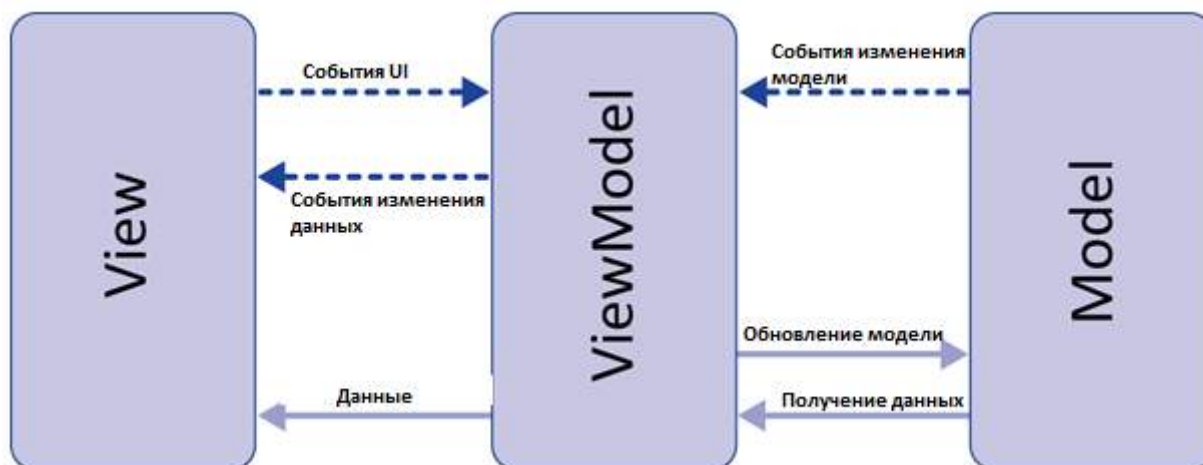 События UI
События изменения
модели
События изменения
данных
View
ViewModel
Model
Обновление модели
Данные
Получение данных